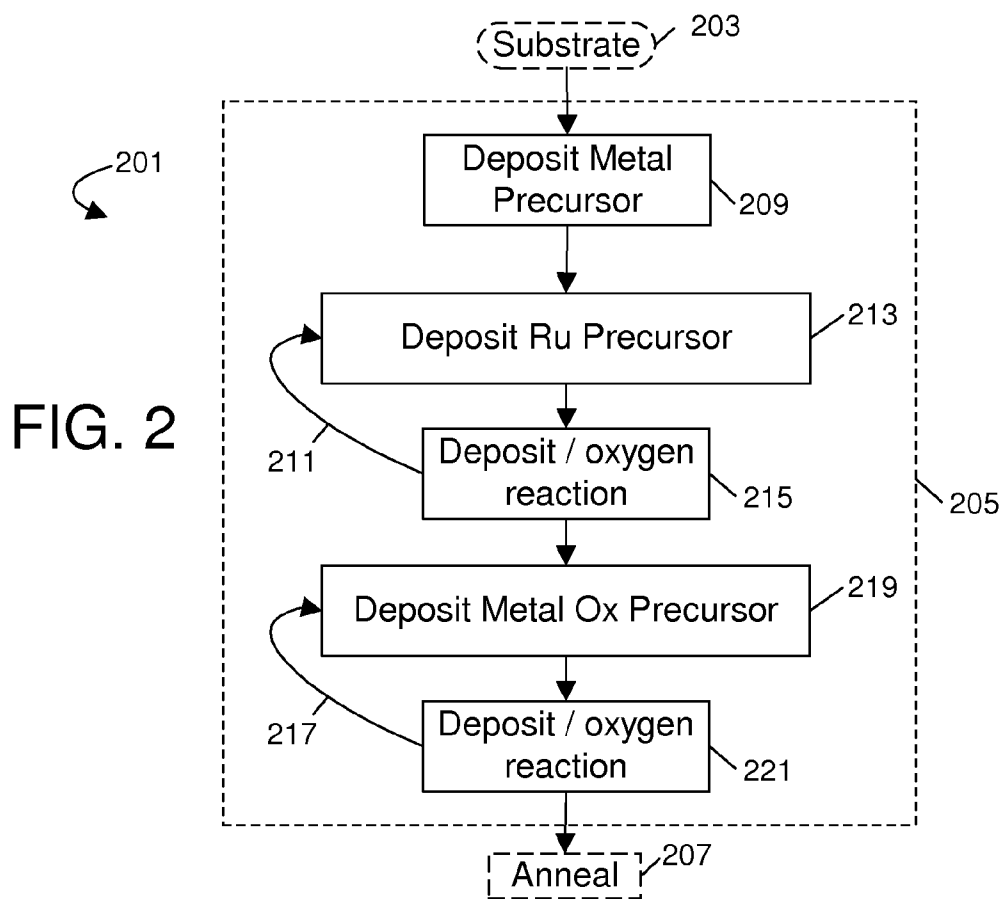 Substrate
203
201
Deposit Metal
Precursor
209
Deposit Ru Precursor
213
FIG. 2
211
Deposit / oxygen
reaction
215
205
Deposit Metal Ox Precursor
219
217
Deposit / oxygen
reaction
221
Anneal
207